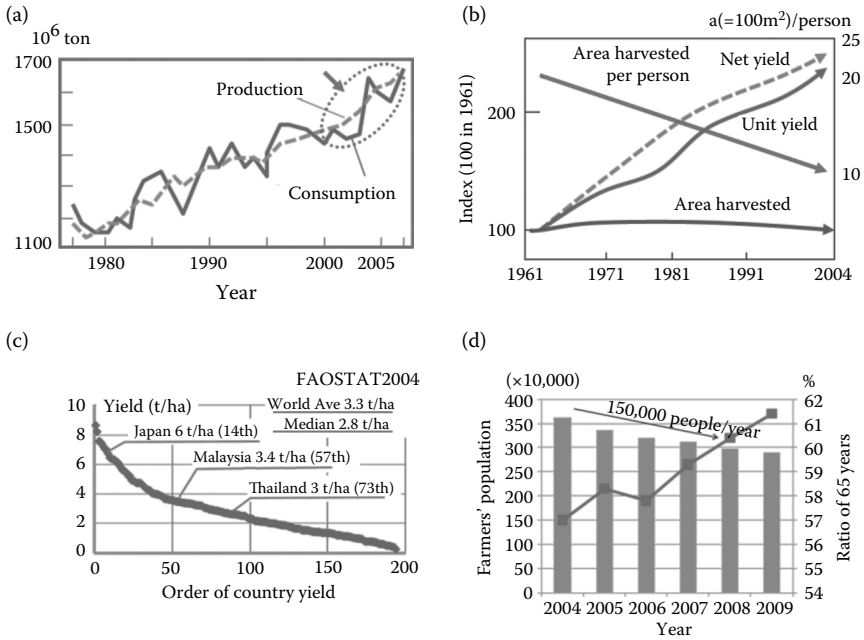 (a)
10⁶ ton
1700
1500
1100
Production
Consumption
1980 1990 2000 2005
Year
(b)
a(=100m²)/person
25
20
10
Index (100 in 1961)
200
100
Area harvested
per person
Net yield
Unit yield
Area harvested
1961 1971 1981 1991 2004
(c)
FAOSTAT2004
Yield (t/ha)
World Ave 3.3 t/ha
Median 2.8 t/ha
Japan 6 t/ha (14th)
Malaysia 3.4 t/ha (57th)
Thailand 3 t/ha (73th)
10
8
6
4
2
0
0 50 100 150 200
Order of country yield
(d)
(×10,000)
%
Farmers’ population
400
350
300
250
200
150
100
50
0
150,000 people/year
62
61
60
59
58
57
56
55
54
Ratio of 65 years
2004 2005 2006 2007 2008 2009
Year